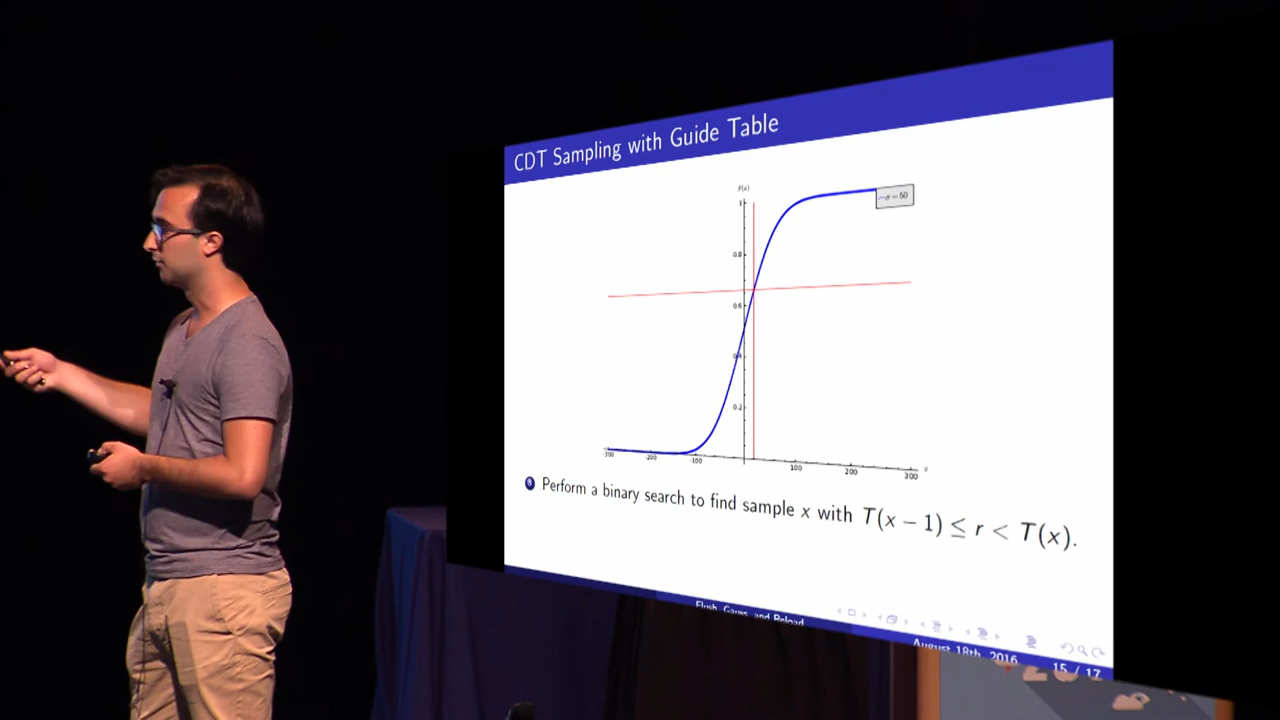 CDT Sampling with Guide Table
F(x)
1
σ = 50
0.8
0.6
0.4
0.2
-300 -200 -100 100 200 300 x
Perform a binary search to find sample x with T(x − 1) ≤ r < T(x).
Flush, Gauss, and Reload
August 18th, 2016 15 / 17